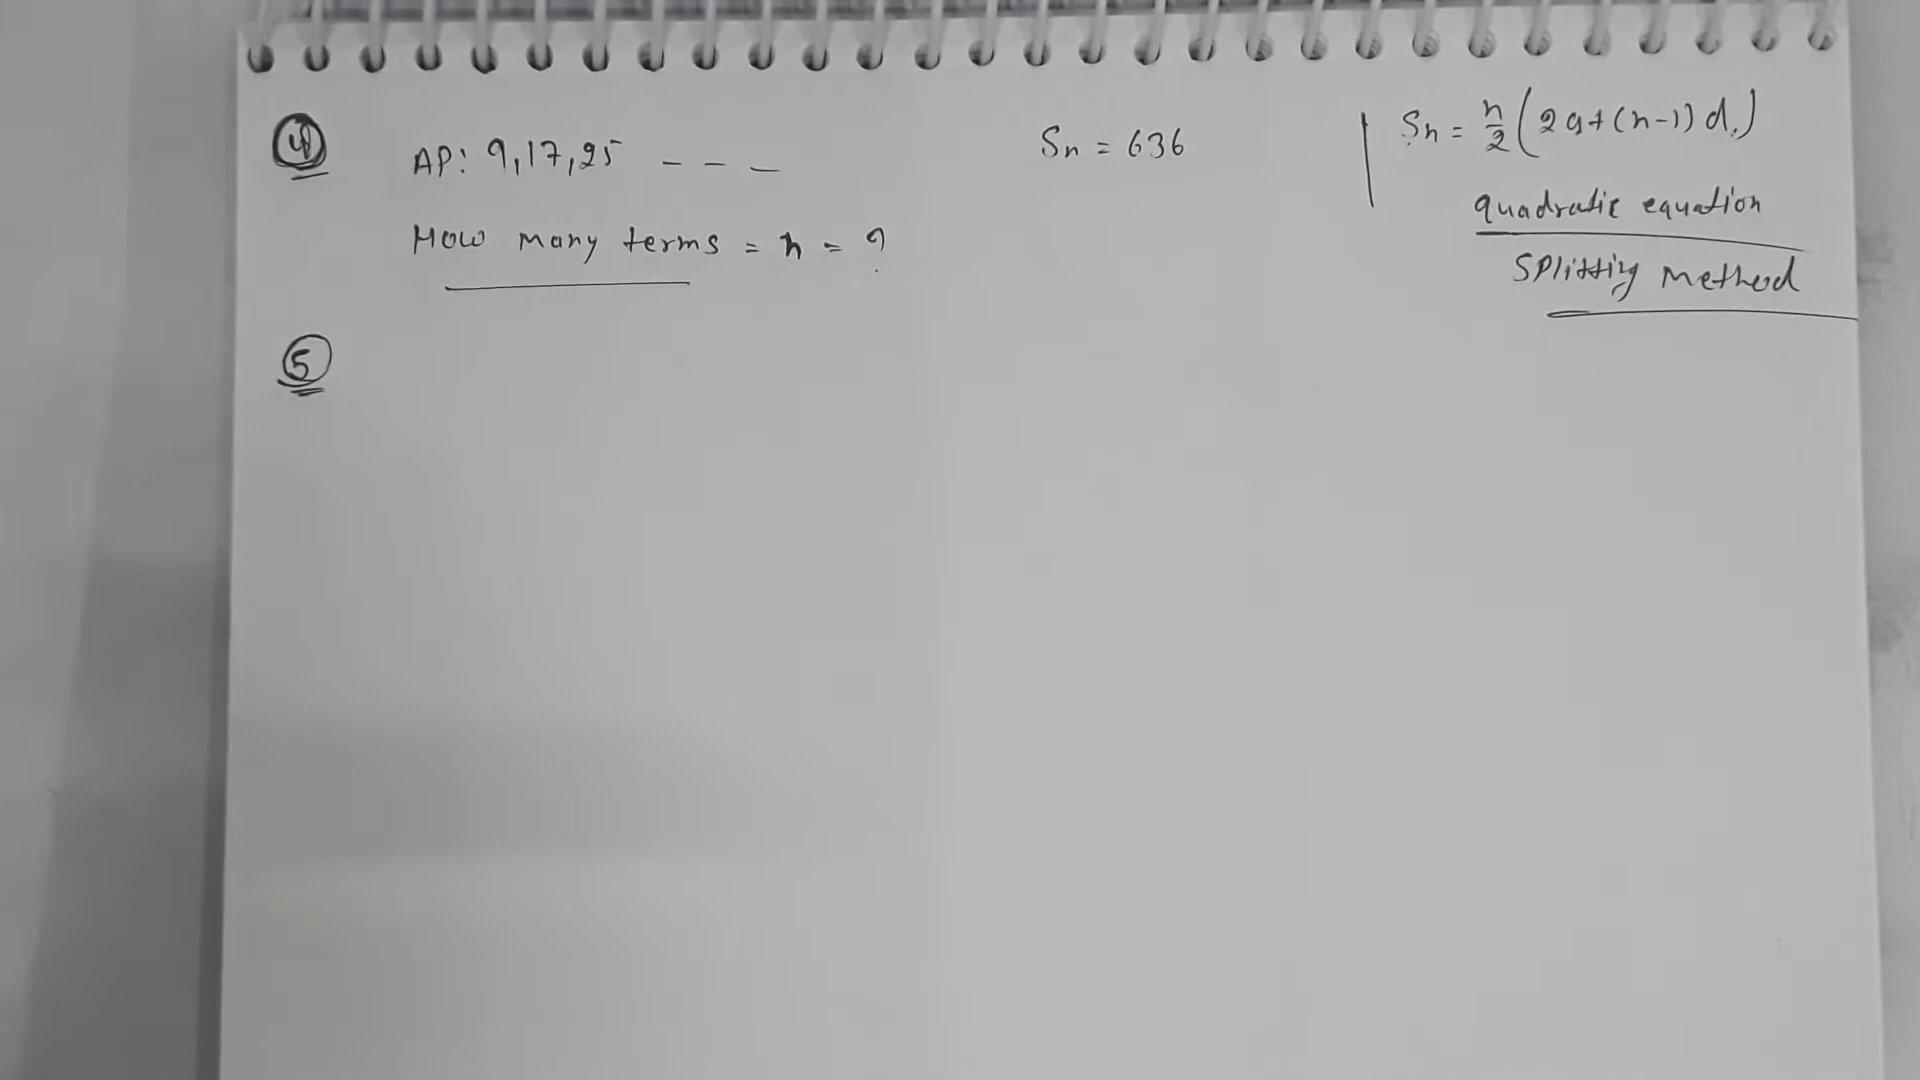 ④ AP: 9,17,25 - - -
How many terms = n = ?
Sn = 636
Sn = n/2 (2a+(n-1)d.)
quadratic equation
Splitting Method
⑤